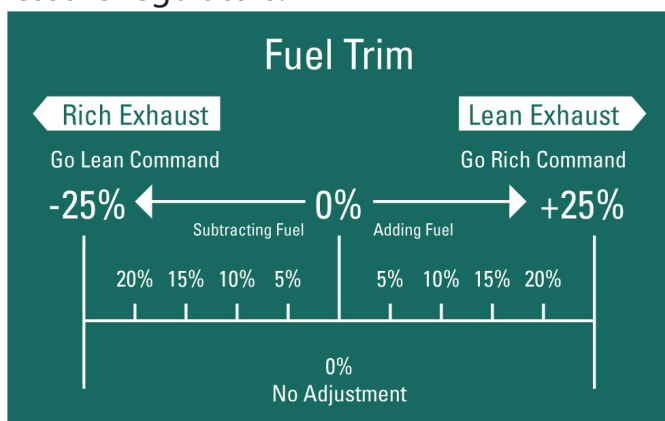 Fuel Trim
Rich Exhaust Lean Exhaust
Go Lean Command Go Rich Command
-25% 0% +25%
Subtracting Fuel Adding Fuel
20% 15% 10% 5% 5% 10% 15% 20%
0%
No Adjustment